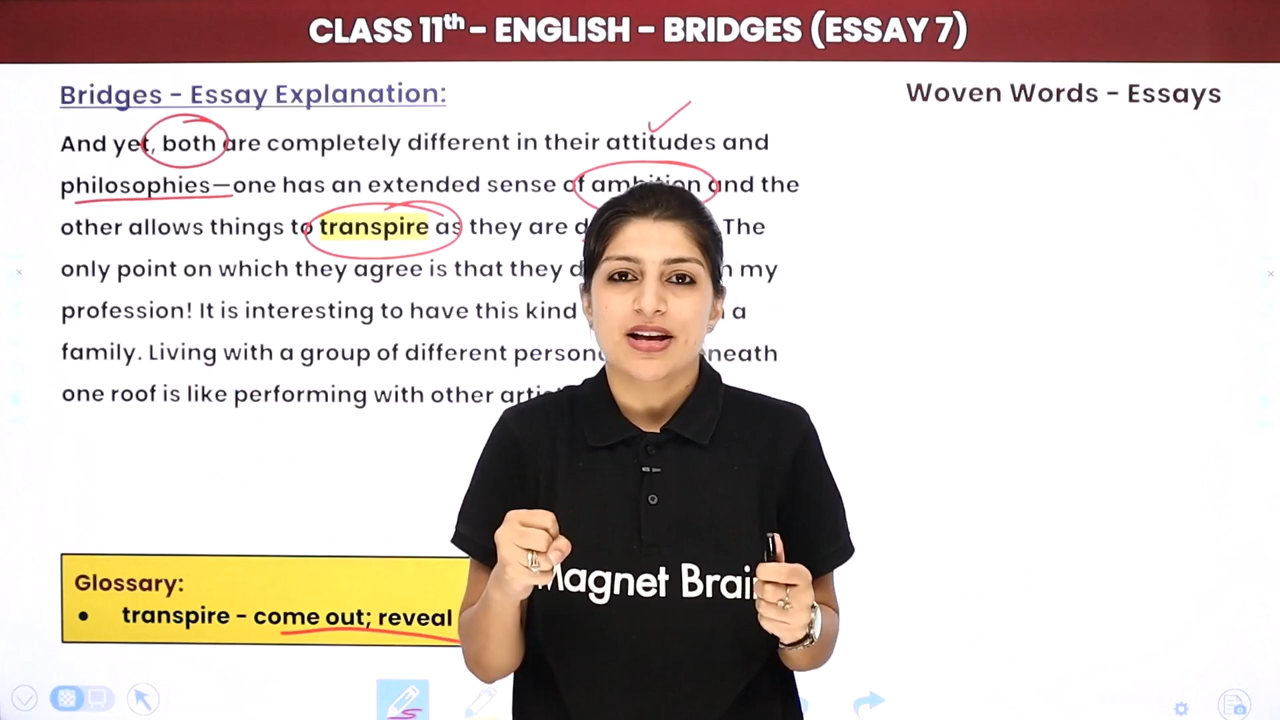 CLASS 11th - ENGLISH - BRIDGES (ESSAY 7)
Bridges - Essay Explanation:
Woven Words - Essays
And yet, both are completely different in their attitudes and
philosophies—one has an extended sense of ambition and the
other allows things to transpire as they are The
only point on which they agree is that they my
profession! It is interesting to have this kind a
family. Living with a group of different
one roof is like performing with other
Glossary:
• transpire - come out; reveal
Magnet Brai